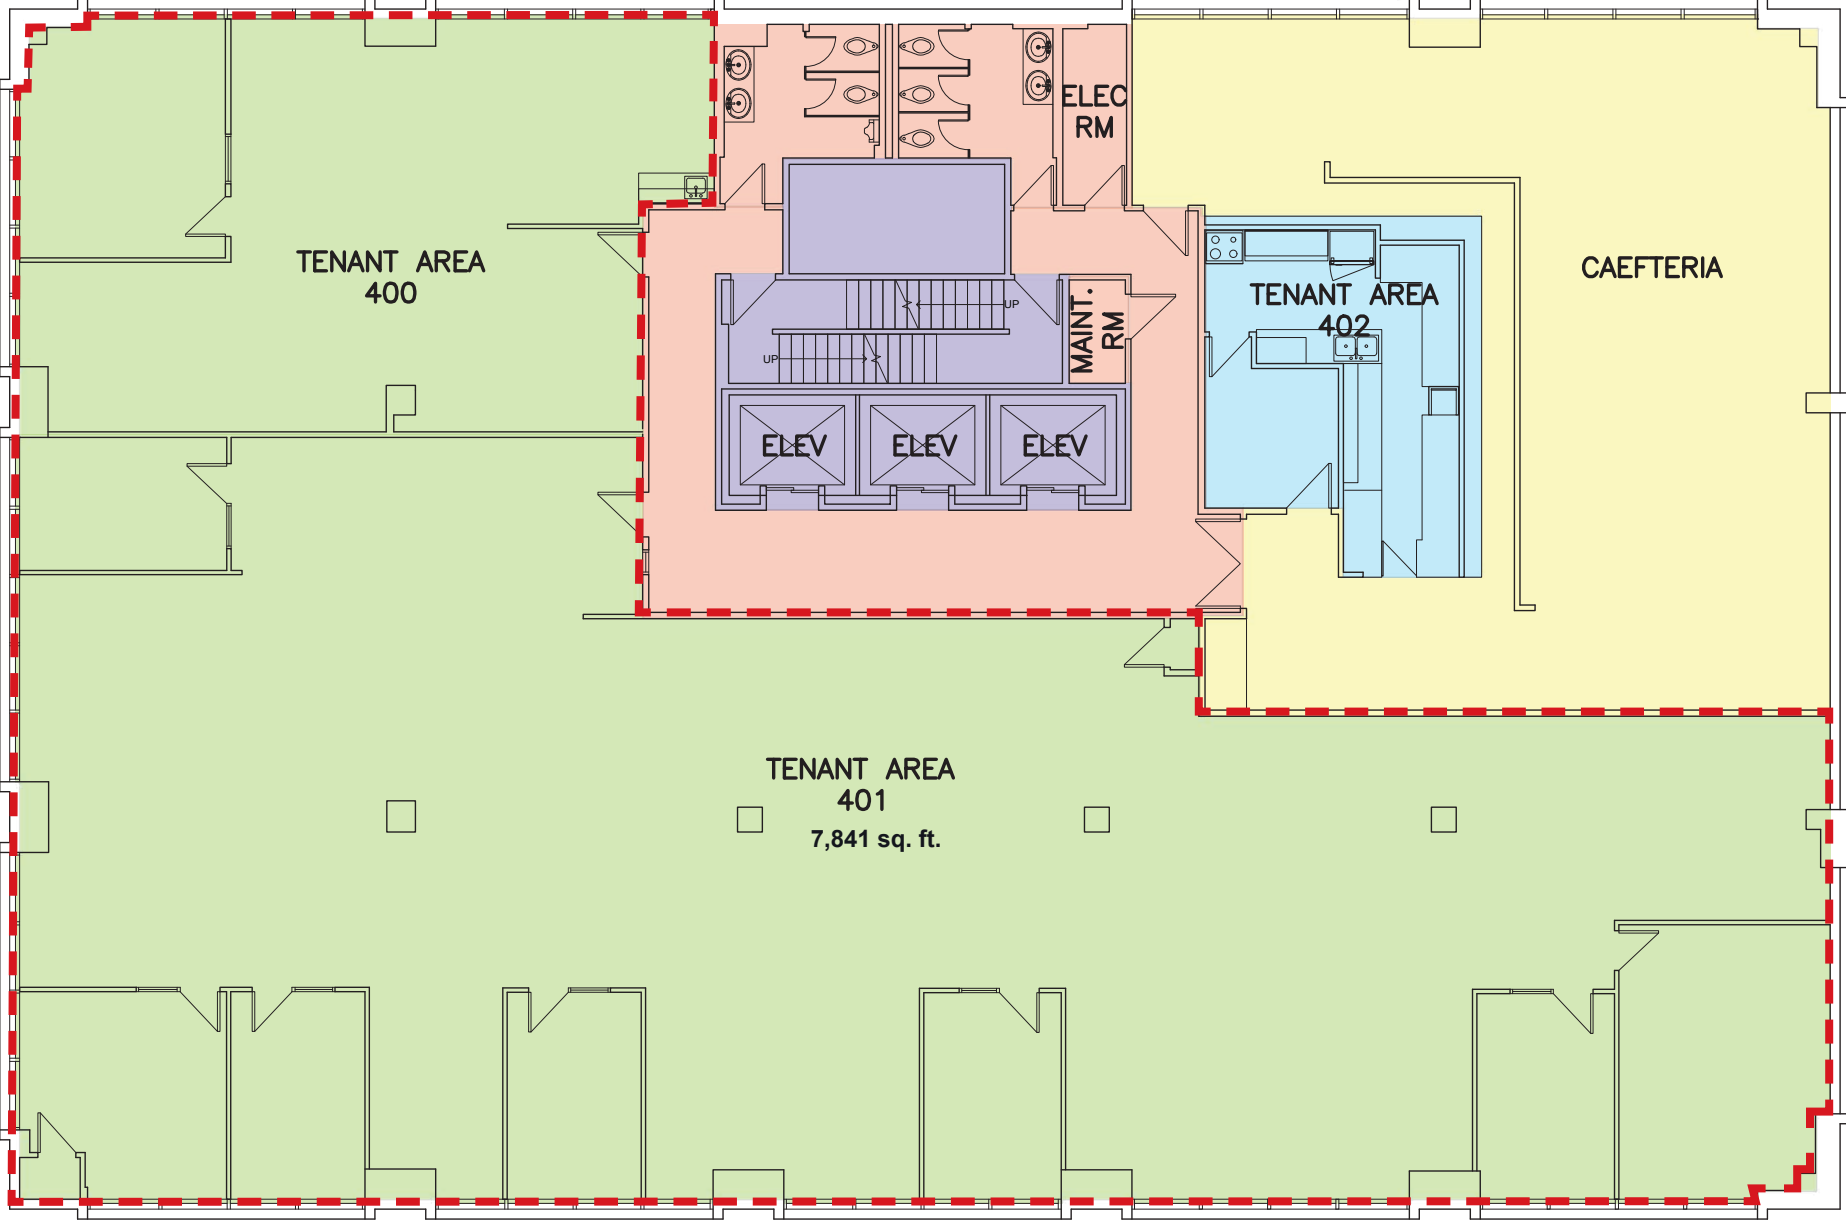 ELEC
RM
TENANT AREA
400
CAEFTERIA
TENANT AREA
402
UP
MAINT.
RM
UP
ELEV
ELEV
ELEV
TENANT AREA
401
7,841 sq. ft.